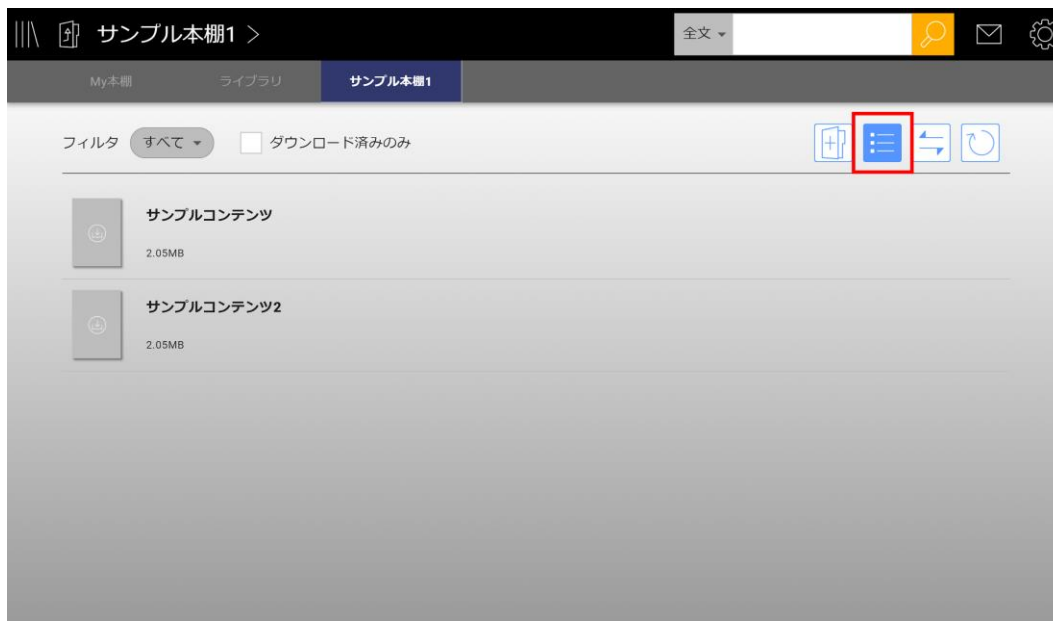 サンプル本棚1 >
全文
My本棚
ライブラリ
サンプル本棚1
フィルタ
すべて
ダウンロード済みのみ
サンプルコンテンツ
2.05MB
サンプルコンテンツ2
2.05MB